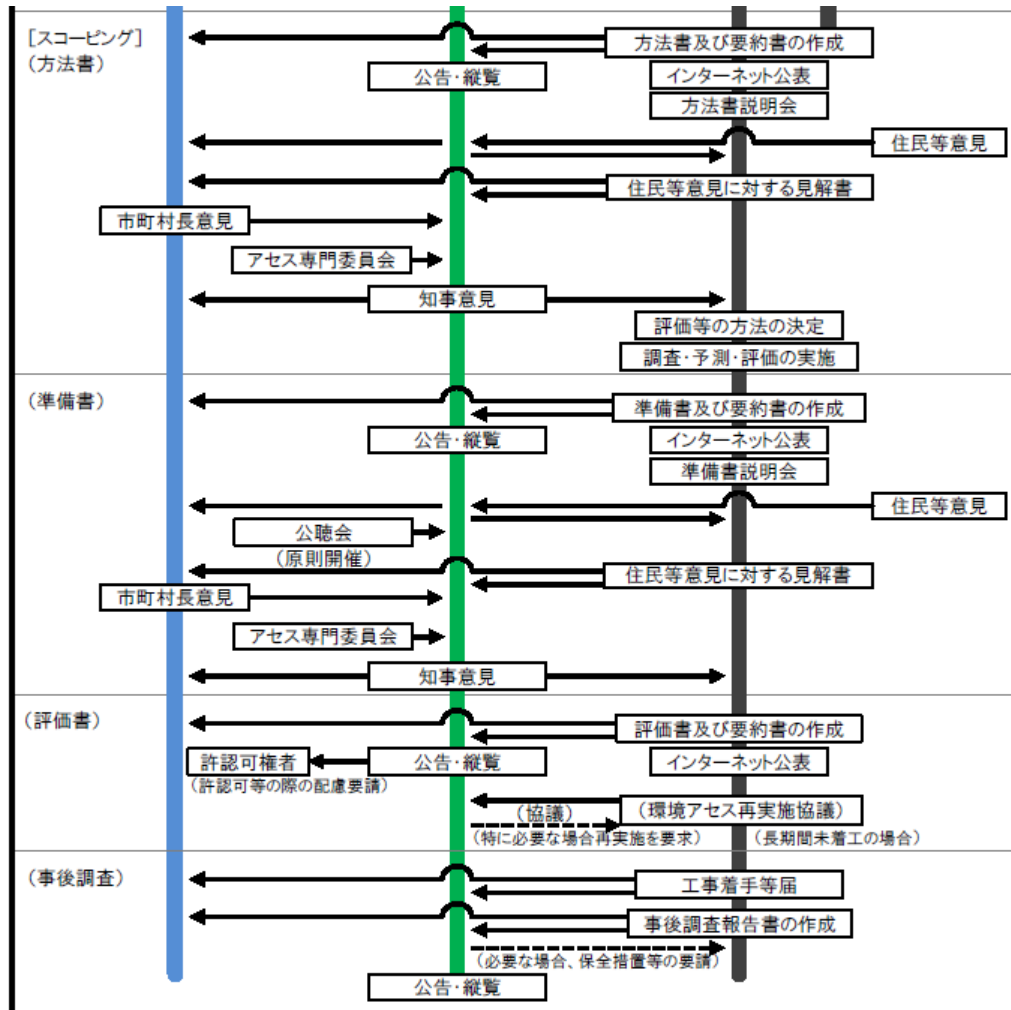 [スコーピング]
(方法書)
方法書及び要約書の作成
公告・縦覧
インターネット公表
方法書説明会
住民等意見
住民等意見に対する見解書
市町村長意見
アセス専門委員会
知事意見
評価等の方法の決定
調査・予測・評価の実施
(準備書)
準備書及び要約書の作成
公告・縦覧
インターネット公表
準備書説明会
住民等意見
公聴会
(原則開催)
住民等意見に対する見解書
市町村長意見
アセス専門委員会
知事意見
(評価書)
評価書及び要約書の作成
許認可権者
公告・縦覧
インターネット公表
(許認可等の際の配慮要請)
(協議)
(環境アセス再実施協議)
(特に必要な場合再実施を要求)
(長期間未着工の場合)
(事後調査)
工事着手等届
事後調査報告書の作成
(必要な場合、保全措置等の要請)
公告・縦覧